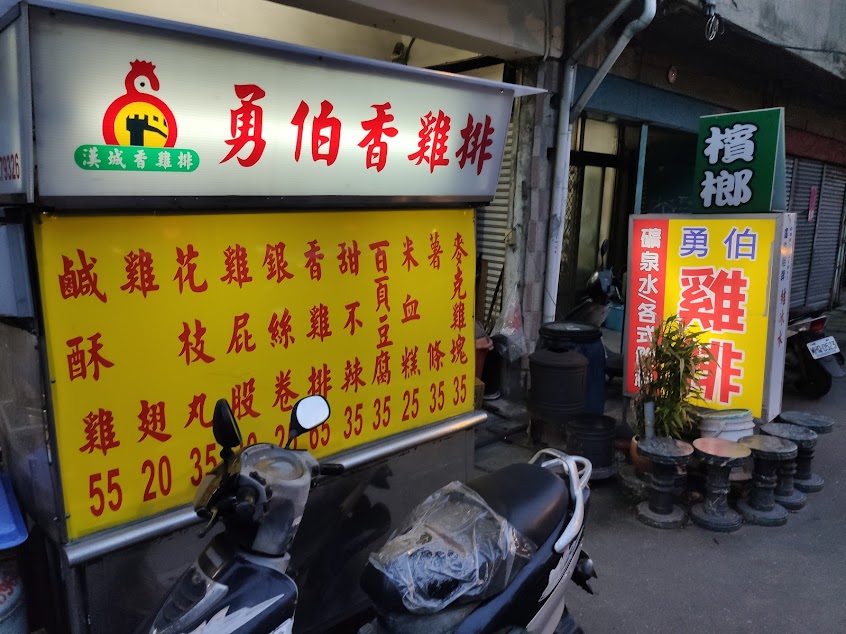 79326
漢城香雞排
勇伯香雞排
鹹酥雞 55
雞翅 20
花枝丸 35
雞屁股
銀絲卷
香雞排 65
甜不辣 35
百頁豆腐 35
米血糕 25
薯條 35
麥克雞塊 35
檳榔
勇伯
雞排
礦泉水/各式